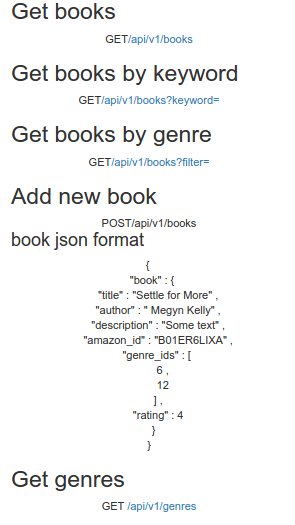 Get books
GET/api/v1/books
Get books by keyword
GET/api/v1/books?keyword=
Get books by genre
GET/api/v1/books?filter=
Add new book
POST/api/v1/books
book json format
{
"book" : {
"title" : "Settle for More" ,
"author" : " Megyn Kelly" ,
"description" : "Some text" ,
"amazon_id" : "B01ER6LIXA" ,
"genre_ids" : [
6 ,
12
] ,
"rating" : 4
}
}
Get genres
GET /api/v1/genres